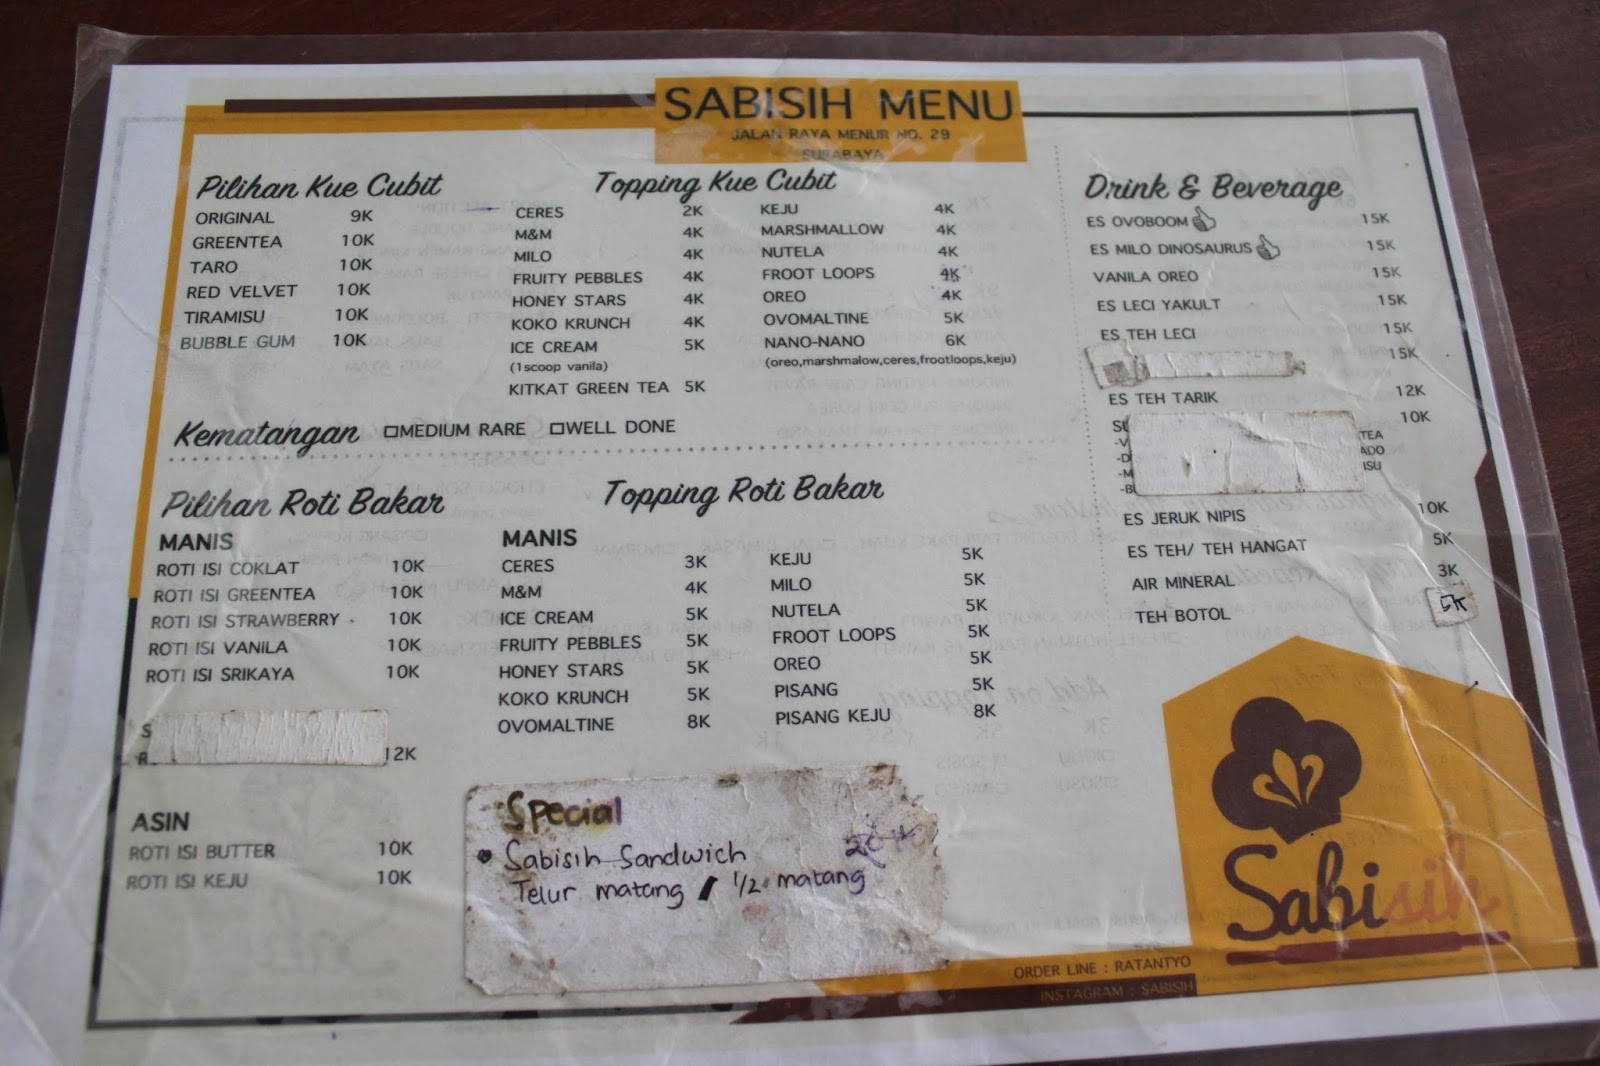 SABISIH MENU
JALAN RAYA MENUR NO. 29
SURABAYA
Pilihan Kue Cubit
ORIGINAL 9K
GREENTEA 10K
TARO 10K
RED VELVET 10K
TIRAMISU 10K
BUBBLE GUM 10K
Topping Kue Cubit
CERES 2K
M&M 4K
MILO 4K
FRUITY PEBBLES 4K
HONEY STARS 4K
KOKO KRUNCH 4K
ICE CREAM 5K
(1scoop vanila)
KITKAT GREEN TEA 5K
KEJU 4K
MARSHMALLOW 4K
NUTELA 4K
FROOT LOOPS 4K
OREO 4K
OVOMALTINE 5K
NANO-NANO 6K
(oreo,marshmalow,ceres,frootloops,keju)
Kematangan MEDIUM RARE WELL DONE
Pilihan Roti Bakar
MANIS
ROTI ISI COKLAT 10K
ROTI ISI GREENTEA 10K
ROTI ISI STRAWBERRY 10K
ROTI ISI VANILA 10K
ROTI ISI SRIKAYA 10K
12K
ASIN
ROTI ISI BUTTER 10K
ROTI ISI KEJU 10K
Topping Roti Bakar
MANIS
CERES 3K
M&M 4K
ICE CREAM 5K
FRUITY PEBBLES 5K
HONEY STARS 5K
KOKO KRUNCH 5K
OVOMALTINE 8K
KEJU 5K
MILO 5K
NUTELA 5K
FROOT LOOPS 5K
OREO 5K
PISANG 5K
PISANG KEJU 8K
Special
Sabisih Sandwich
Telur matang / 1/2 matang
Drink & Beverage
ES OVOBOOM 15K
ES MILO DINOSAURUS 15K
VANILA OREO 15K
ES LECI YAKULT 15K
ES TEH LECI 15K
15K
ES TEH TARIK 12K
10K
ES JERUK NIPIS 10K
ES TEH/ TEH HANGAT 5K
AIR MINERAL 3K
TEH BOTOL 5K
Sabisih
ORDER LINE : RATANTYO
INSTAGRAM : SABISIH